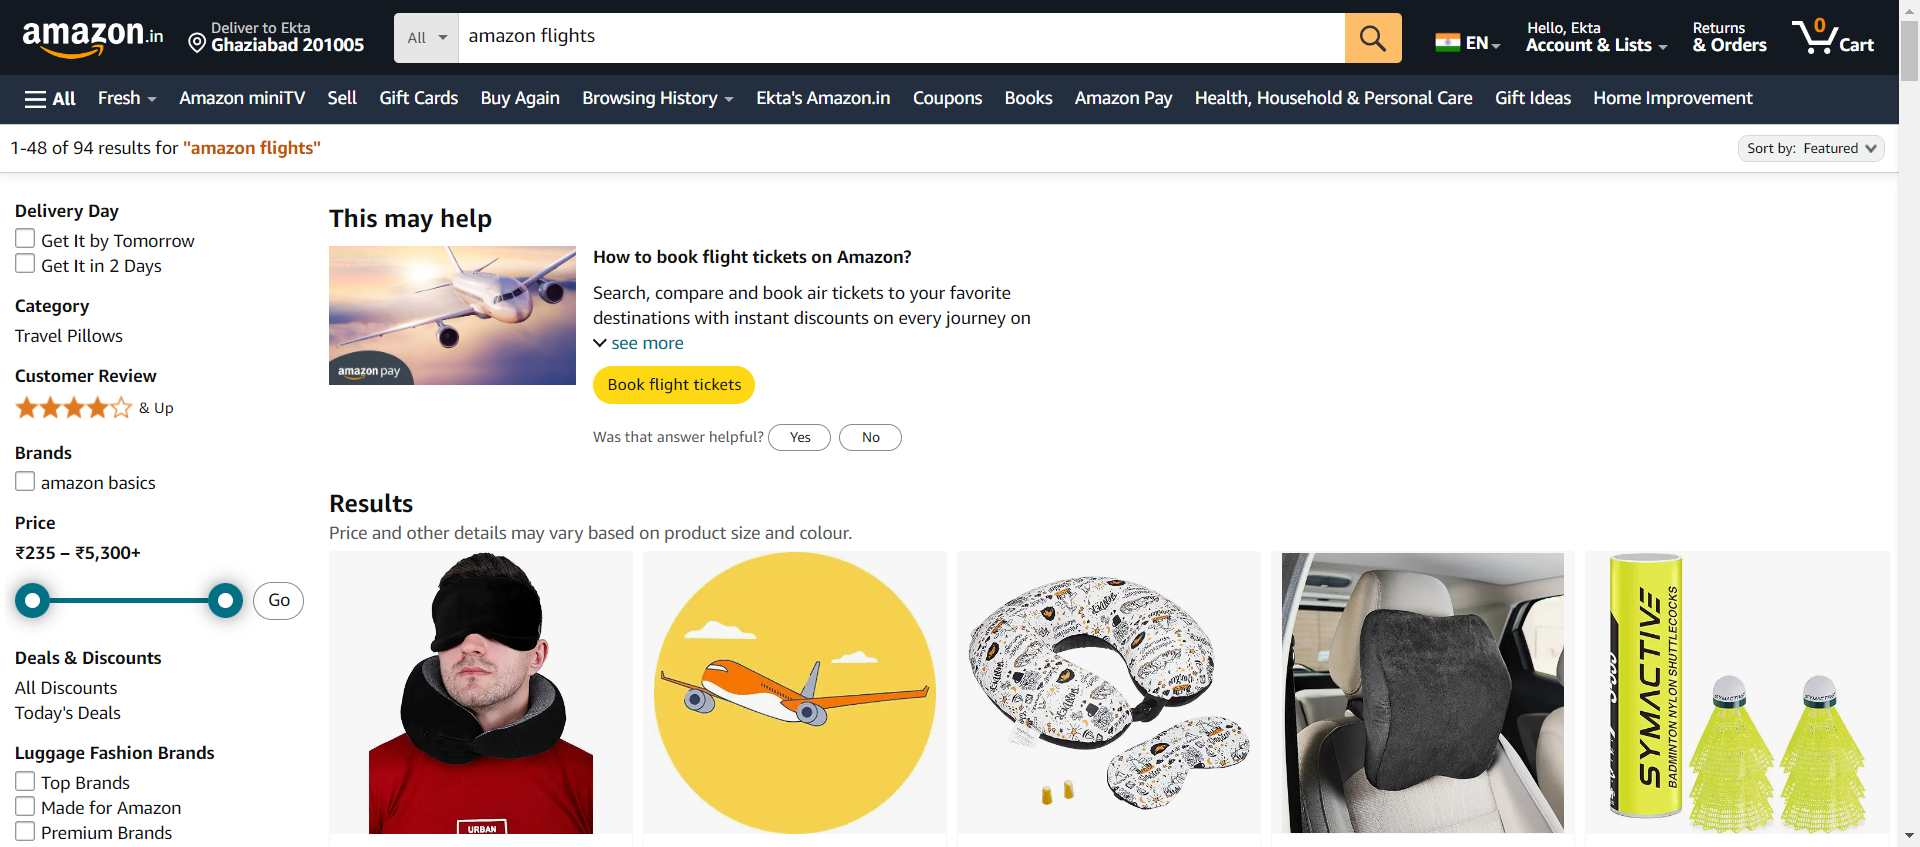 amazon.in
Deliver to Ekta
Ghaziabad 201005
All
amazon flights
EN
Hello, Ekta
Account & Lists
Returns
& Orders
0
Cart
All
Fresh
Amazon miniTV
Sell
Gift Cards
Buy Again
Browsing History
Ekta's Amazon.in
Coupons
Books
Amazon Pay
Health, Household & Personal Care
Gift Ideas
Home Improvement
1-48 of 94 results for "amazon flights"
Sort by: Featured
Delivery Day
Get It by Tomorrow
Get It in 2 Days
Category
Travel Pillows
Customer Review
& Up
Brands
amazon basics
Price
₹235 – ₹5,300+
Go
Deals & Discounts
All Discounts
Today's Deals
Luggage Fashion Brands
Top Brands
Made for Amazon
Premium Brands
This may help
amazon pay
How to book flight tickets on Amazon?
Search, compare and book air tickets to your favorite
destinations with instant discounts on every journey on
see more
Book flight tickets
Was that answer helpful?
Yes
No
Results
Price and other details may vary based on product size and colour.
URBAN
SYMACTIVE
BADMINTON NYLON SHUTTLECOCKS